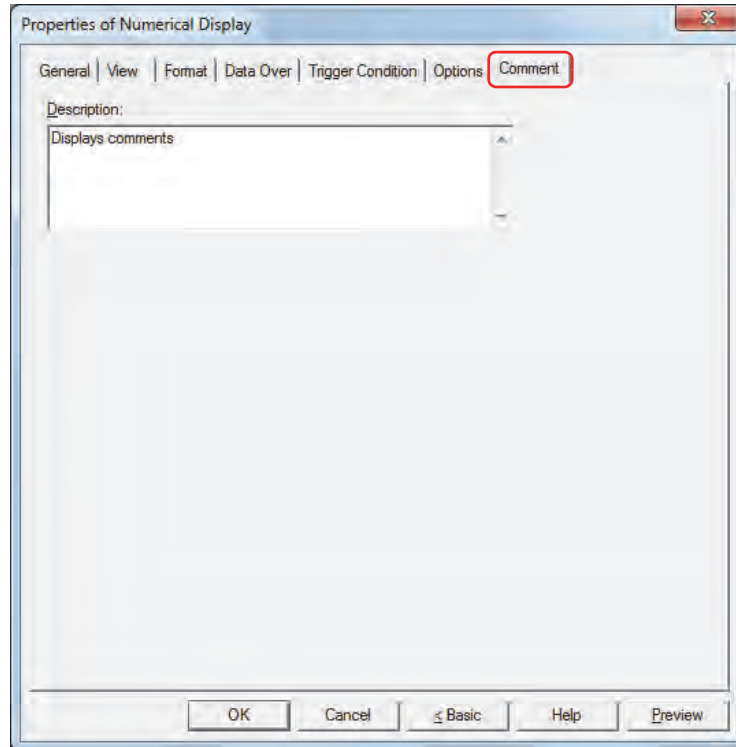 Properties of Numerical Display
General View Format Data Over Trigger Condition Options Comment
Description:
Displays comments
OK Cancel ≤ Basic Help Preview